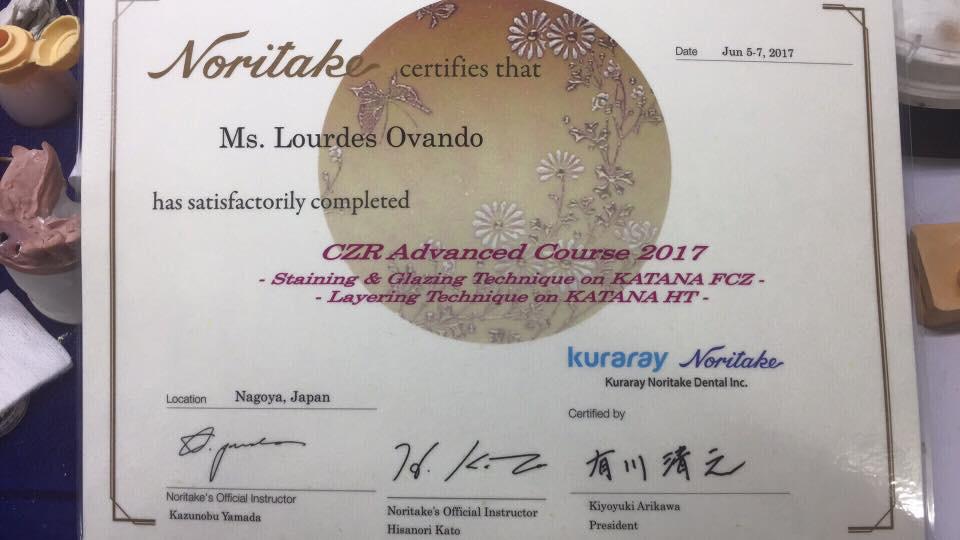 Noritake certifies that
Date Jun 5-7, 2017
Ms. Lourdes Ovando
has satisfactorily completed
CZR Advanced Course 2017
- Staining & Glazing Technique on KATANA FCZ -
- Layering Technique on KATANA HT -
kuraray Noritake
Kuraray Noritake Dental Inc.
Location Nagoya, Japan
Certified by
有川清元
Noritake's Official Instructor
Kazunobu Yamada
Noritake's Official Instructor
Hisanori Kato
Kiyoyuki Arikawa
President